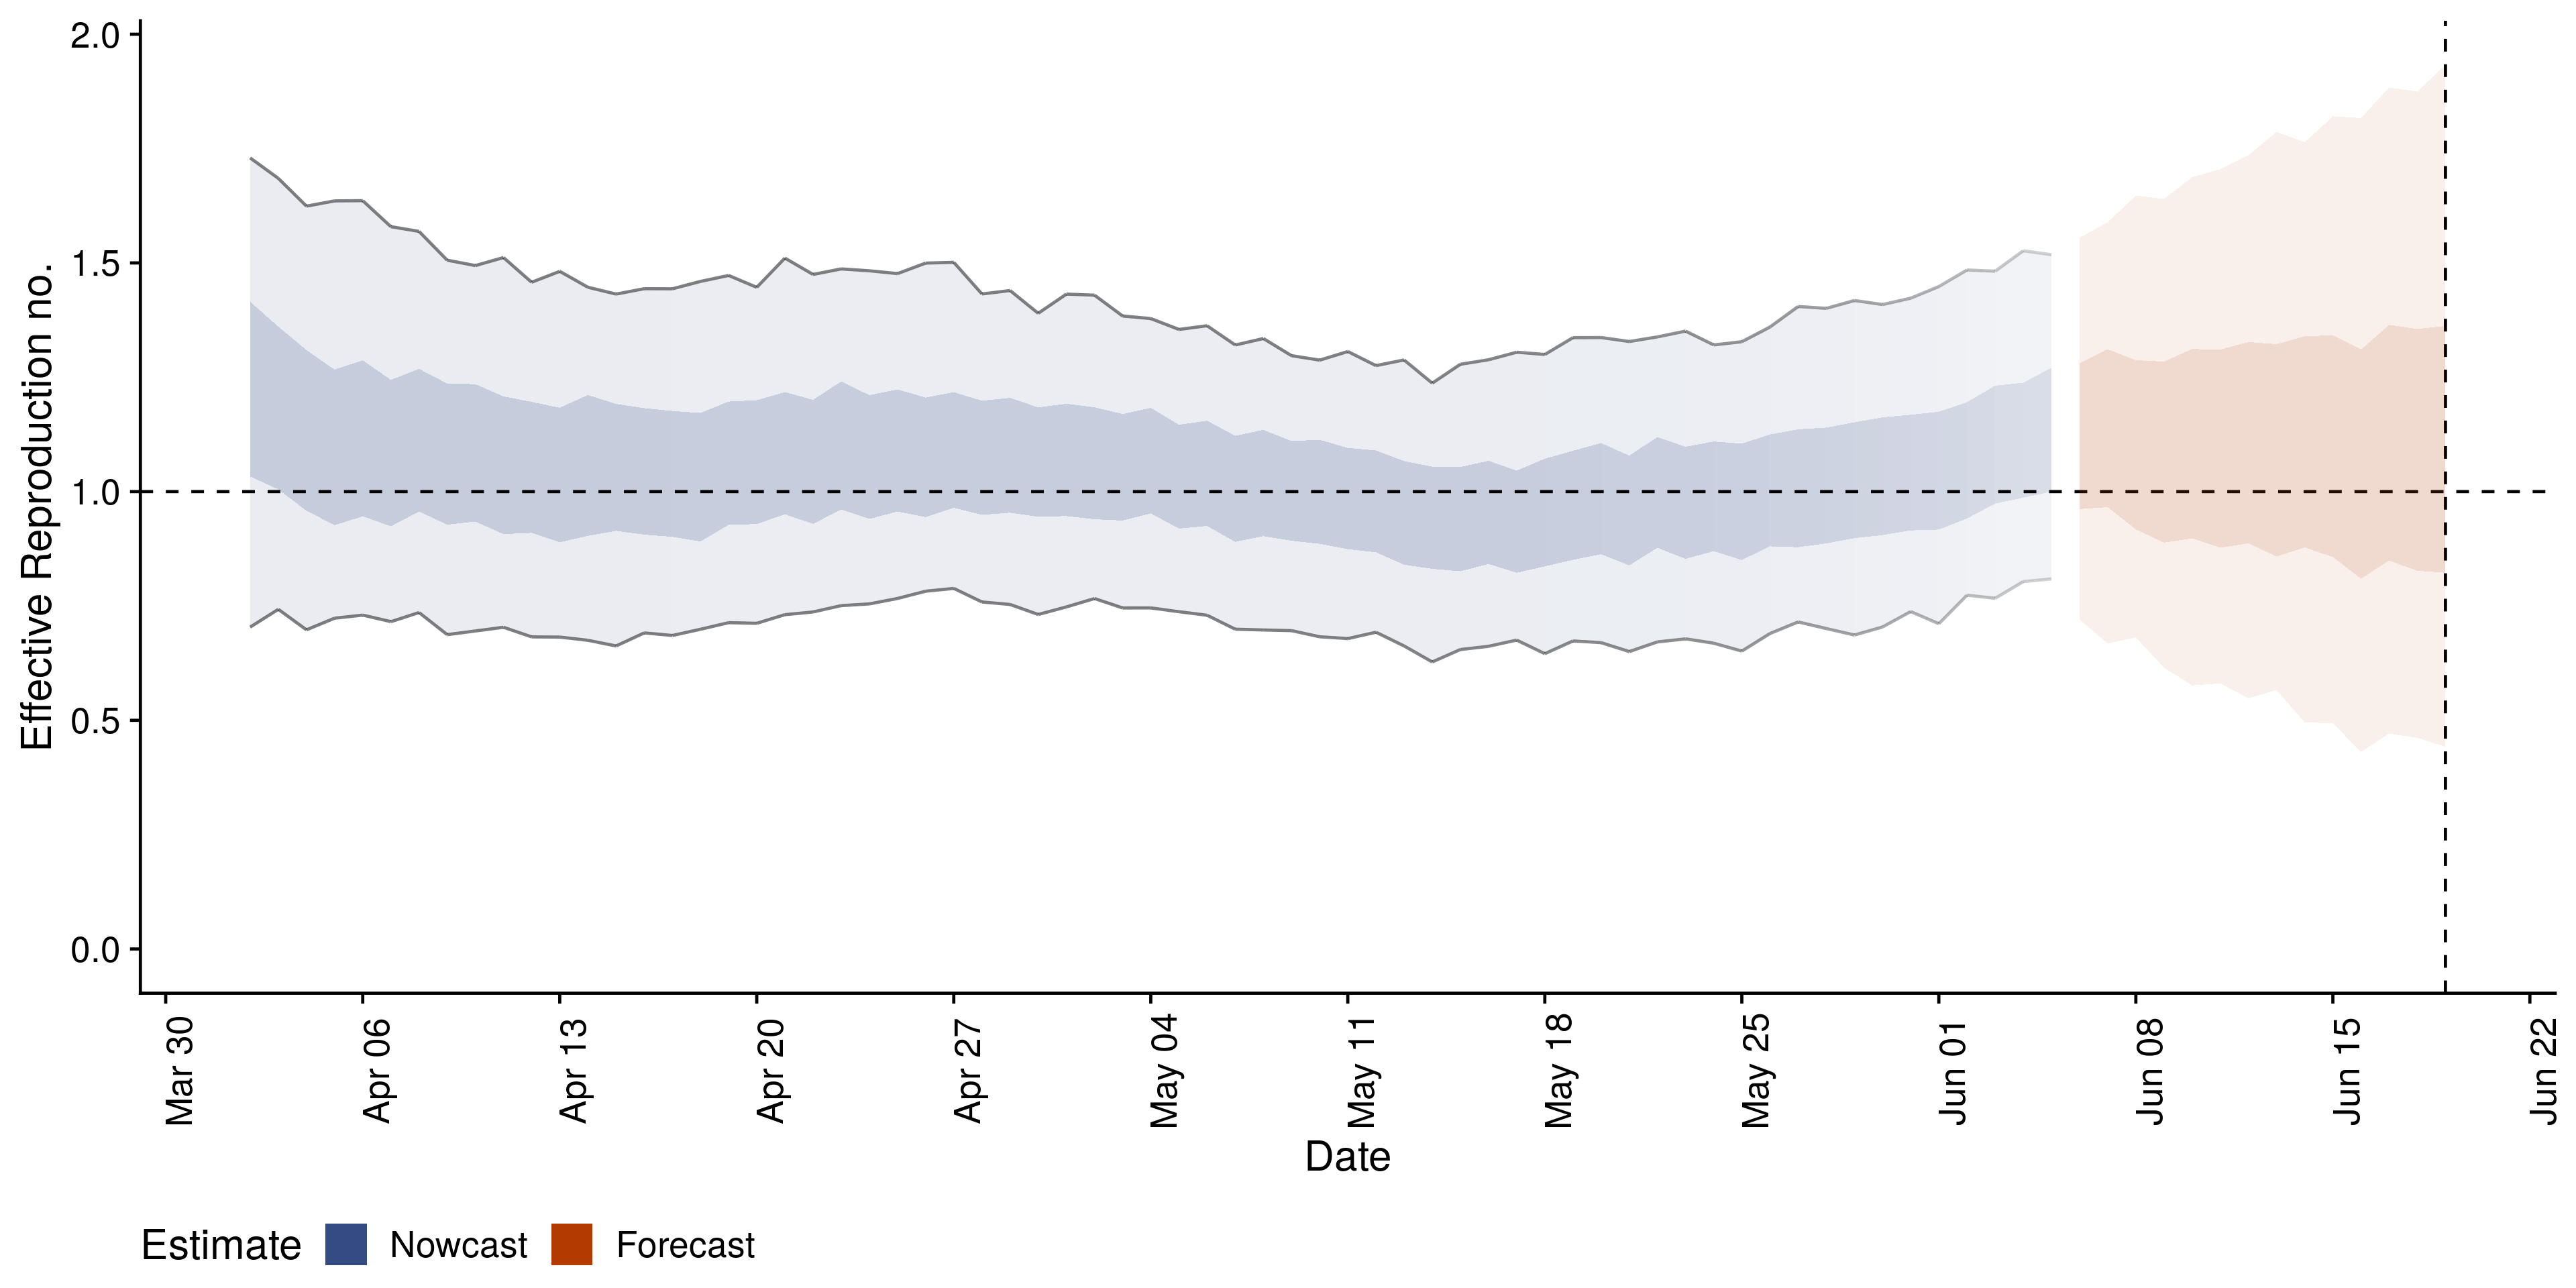 Effective Reproduction no.
2.0
1.5
1.0
0.5
0.0
Mar 30
Apr 06
Apr 13
Apr 20
Apr 27
May 04
May 11
May 18
May 25
Jun 01
Jun 08
Jun 15
Jun 22
Date
Estimate Nowcast Forecast